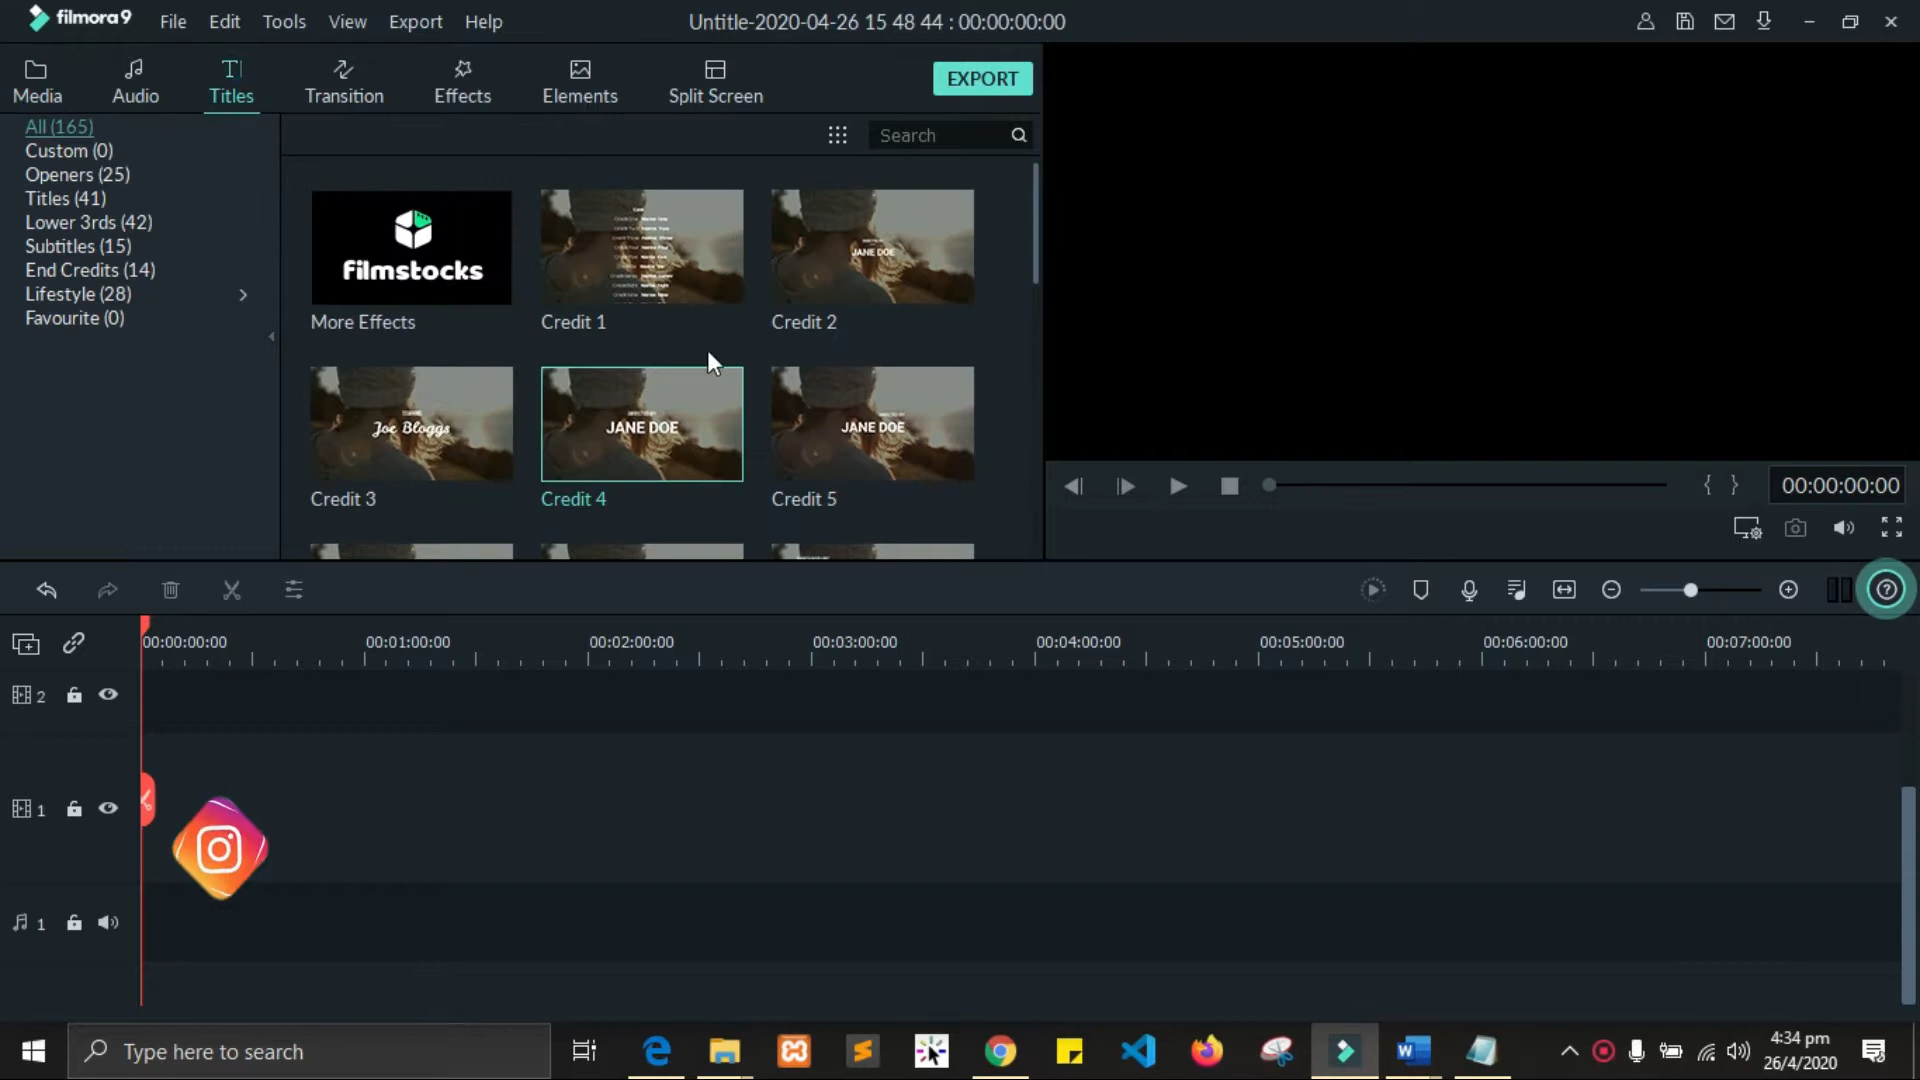 filmora9 File Edit Tools View Export Help Untitle-2020-04-26 15 48 44 : 00:00:00:00
Media Audio Titles Transition Effects Elements Split Screen EXPORT
All (165)
Custom (0)
Openers (25)
Titles (41)
Lower 3rds (42)
Subtitles (15)
End Credits (14)
Lifestyle (28)
Favourite (0)
Search
filmstocks
JANE DOE
More Effects Credit 1 Credit 2
Joe Bloggs
JANE DOE
JANE DOE
Credit 3 Credit 4 Credit 5
{ } 00:00:00:00
00:00:00:00 00:01:00:00 00:02:00:00 00:03:00:00 00:04:00:00 00:05:00:00 00:06:00:00 00:07:00:00
2
1
1
Type here to search
4:34 pm
26/4/2020